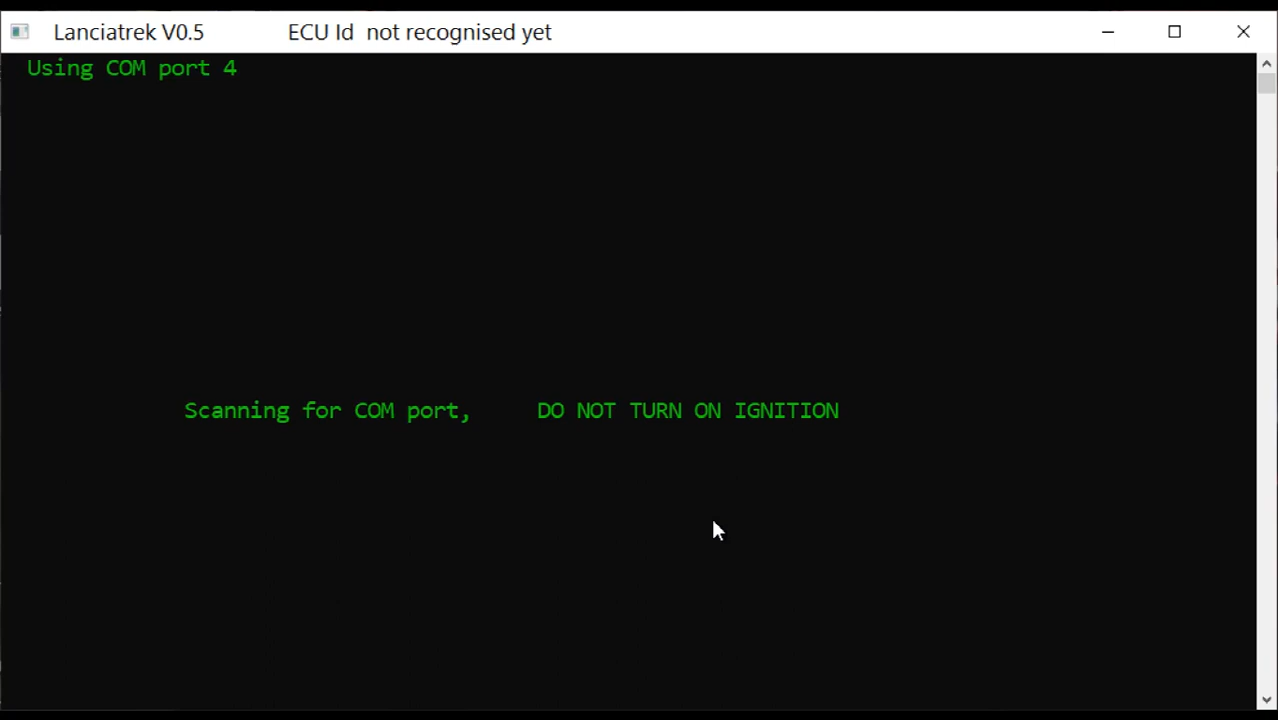 Lanciatrek V0.5 ECU Id not recognised yet
Using COM port 4
Scanning for COM port, DO NOT TURN ON IGNITION